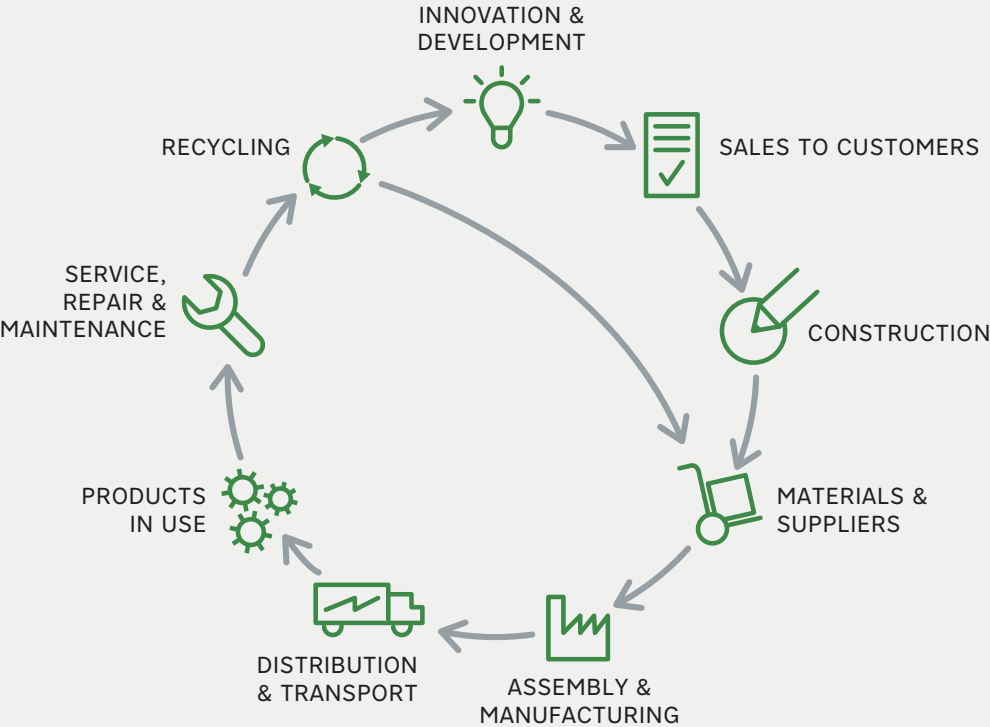 INNOVATION &
DEVELOPMENT
SALES TO CUSTOMERS
CONSTRUCTION
MATERIALS &
SUPPLIERS
ASSEMBLY &
MANUFACTURING
DISTRIBUTION
& TRANSPORT
PRODUCTS
IN USE
SERVICE,
REPAIR &
MAINTENANCE
RECYCLING